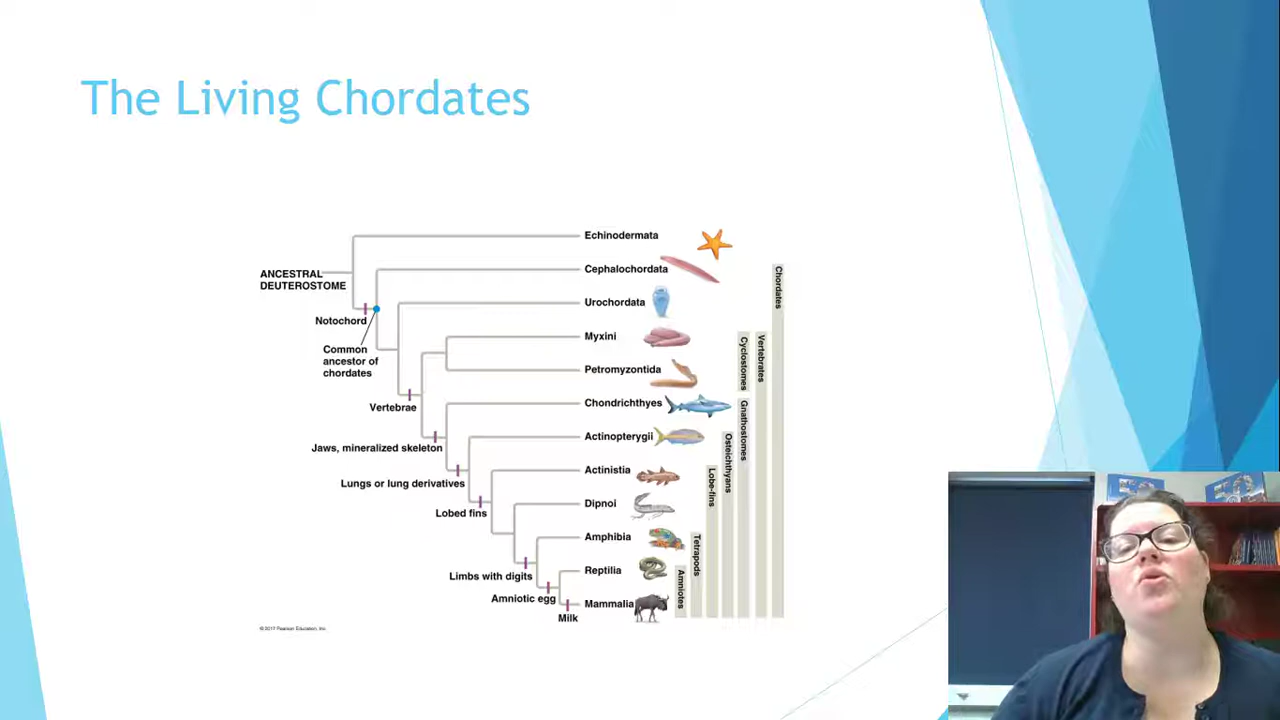 The Living Chordates
Echinodermata
ANCESTRAL
DEUTEROSTOME
Cephalochordata
Chordates
Urochordata
Notochord
Myxini
Common
ancestor of
chordates
Cyclostomes
Vertebrates
Petromyzontida
Vertebrae
Chondrichthyes
Gnathostomes
Actinopterygii
Osteichthyans
Jaws, mineralized skeleton
Actinistia
Lobe-fins
Lungs or lung derivatives
Dipnoi
Lobed fins
Amphibia
Tetrapods
Reptilia
Limbs with digits
Amniotes
Amniotic egg
Mammalia
Milk
© 2017 Pearson Education, Inc.